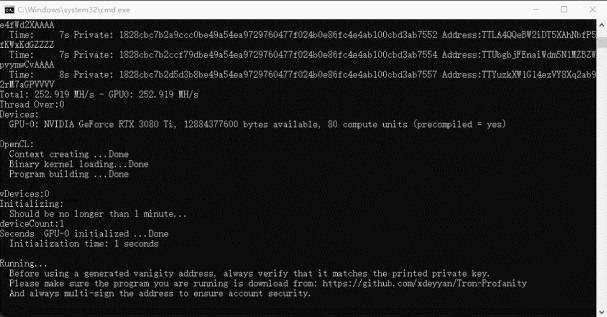 C:\Windows\system32\cmd.exe
e4fWd2XAAAA
Time: 7s Private: 1828cbc7b2a9ccc0be49a54ea9729760477f024b0e86fc4e4ab100cbd3ab7552 Address:TTLA4QQeBW2iDT5XAhNbfP5
fKWxKdGZZZZ
Time: 7s Private: 1828cbc7b2ccf79dbe49a54ea9729760477f024b0e86fc4e4ab100cbd3ab7554 Address:TTUbgbjFEnaiWdm5N1MZBZW
pvyymwCvAAAA
Time: 8s Private: 1828cbc7b2d5d3b8be49a54ea9729760477f024b0e86fc4e4ab100cbd3ab7557 Address:TTYuzkXW1G14ezVY8Xq2ab9
2rM7aGPVVVV
Total: 252.919 MH/s - GPU0: 252.919 MH/s
Thread Over:0
Devices:
GPU-0: NVIDIA GeForce RTX 3080 Ti, 12884377600 bytes available, 80 compute units (precompiled = yes)
OpenCL:
Context creating ...Done
Binary kernel loading...Done
Program building ...Done
vDevices:0
Initializing:
Should be no longer than 1 minute...
deviceCount:1
Seconds GPU-0 initialized ...Done
Initialization time: 1 seconds
Running...
Before using a generated vanigity address, always verify that it matches the printed private key.
Please make sure the program you are running is download from: https://github.com/xdeyyan/Tron-Profanity
And always multi-sign the address to ensure account security.